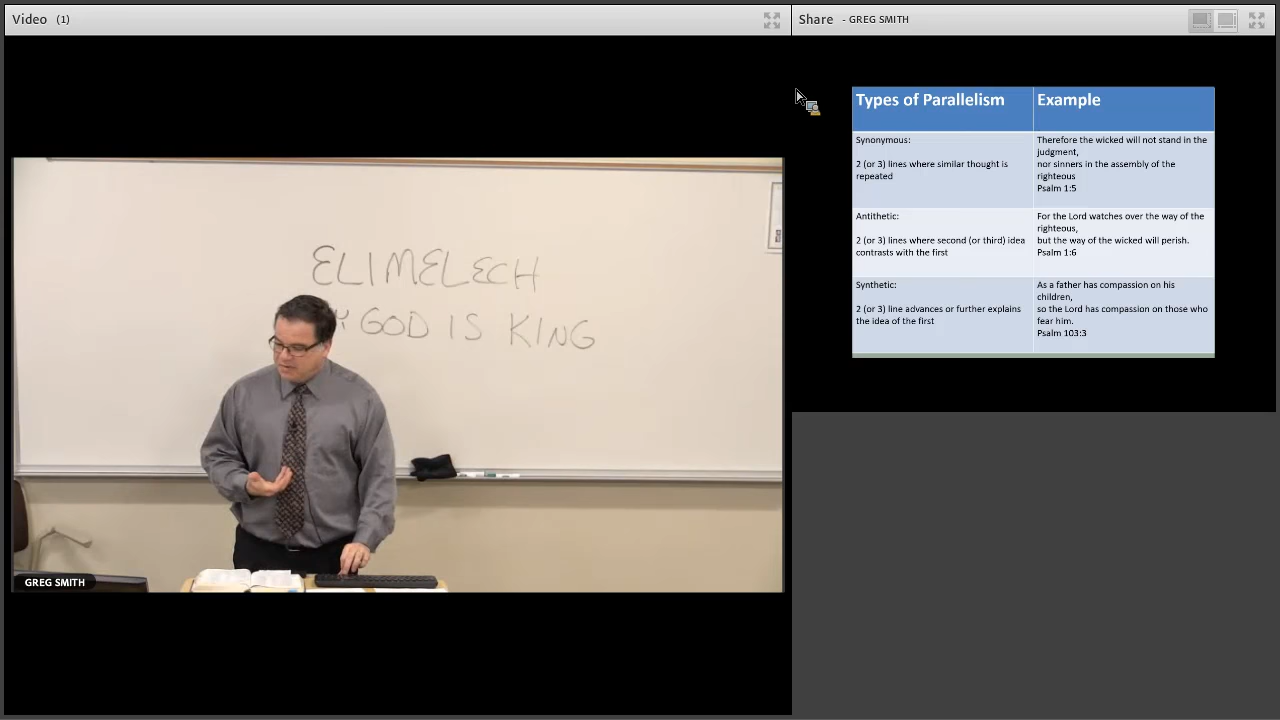 Video (1)
Share - GREG SMITH
ELIMELECH
GOD IS KING
GREG SMITH
Types of Parallelism
Example
Synonymous:
2 (or 3) lines where similar thought is
repeated
Therefore the wicked will not stand in the
judgment,
nor sinners in the assembly of the
righteous
Psalm 1:5
Antithetic:
2 (or 3) lines where second (or third) idea
contrasts with the first
For the Lord watches over the way of the
righteous,
but the way of the wicked will perish.
Psalm 1:6
Synthetic:
2 (or 3) line advances or further explains
the idea of the first
As a father has compassion on his
children,
so the Lord has compassion on those who
fear him.
Psalm 103:3